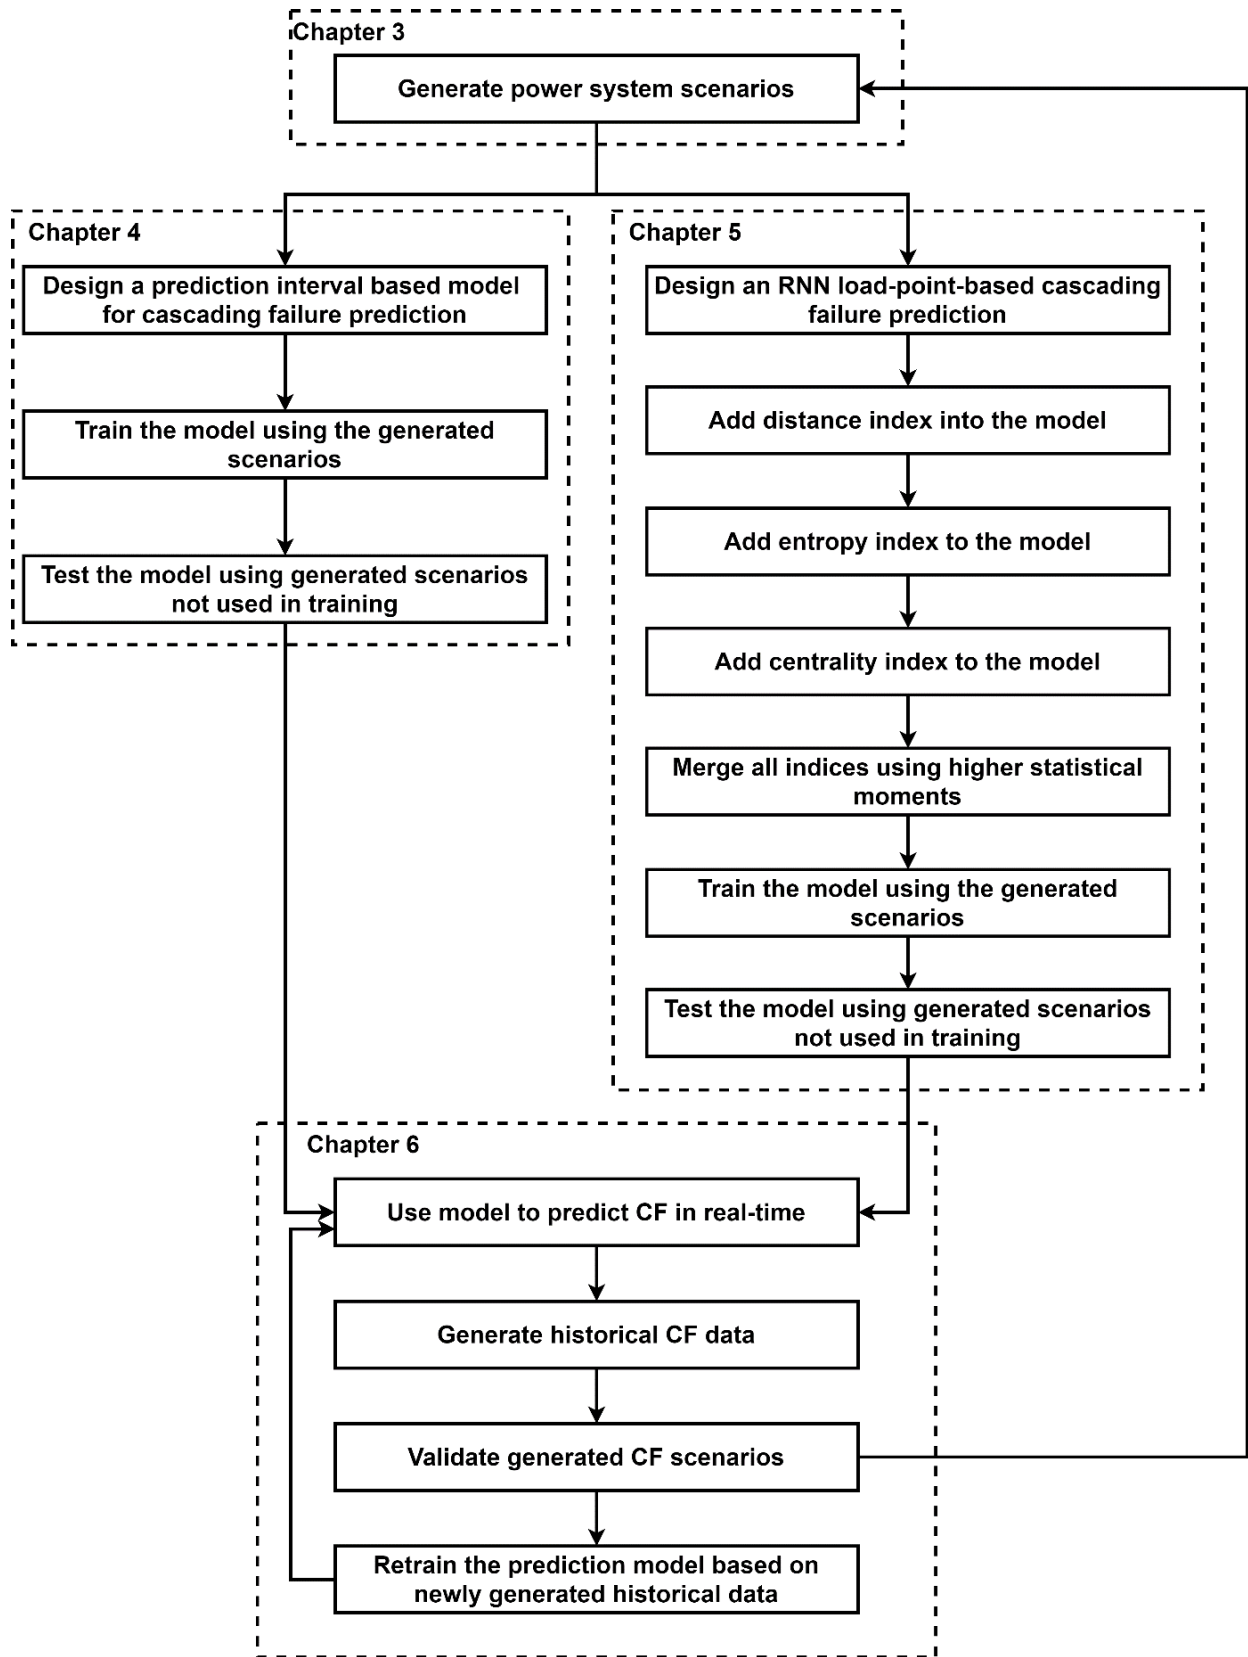 Chapter 3
Generate power system scenarios
Chapter 4
Design a prediction interval based model
for cascading failure prediction
Train the model using the generated
scenarios
Test the model using generated scenarios
not used in training
Chapter 5
Design an RNN load-point-based cascading
failure prediction
Add distance index into the model
Add entropy index to the model
Add centrality index to the model
Merge all indices using higher statistical
moments
Train the model using the generated
scenarios
Test the model using generated scenarios
not used in training
Chapter 6
Use model to predict CF in real-time
Generate historical CF data
Validate generated CF scenarios
Retrain the prediction model based on
newly generated historical data